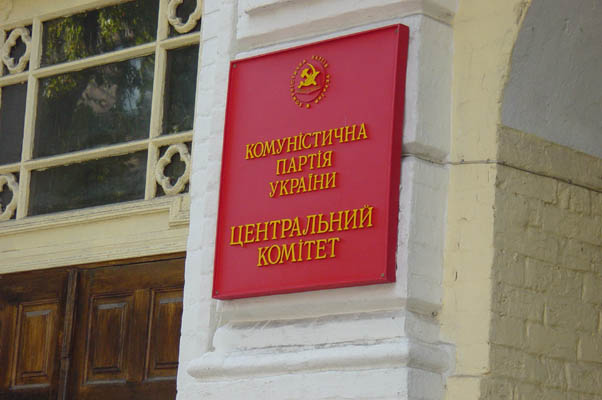 КОМУНІСТИЧНА
ПАРТІЯ
УКРАЇНИ
ЦЕНТРАЛЬНИЙ
КОМІТЕТ